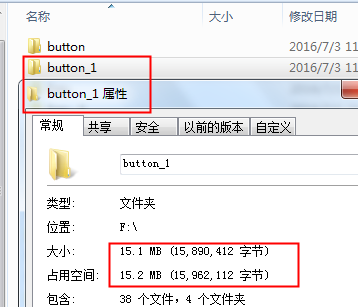 名称 大小 修改日期
button 2016/7/3 11
button_1 2016/7/3 11
button_1 属性
常规 共享 安全 以前的版本 自定义
button_1
类型: 文件夹
位置: F:\
大小: 15.1 MB (15,890,412 字节)
占用空间: 15.2 MB (15,962,112 字节)
包含: 38 个文件，4 个文件夹